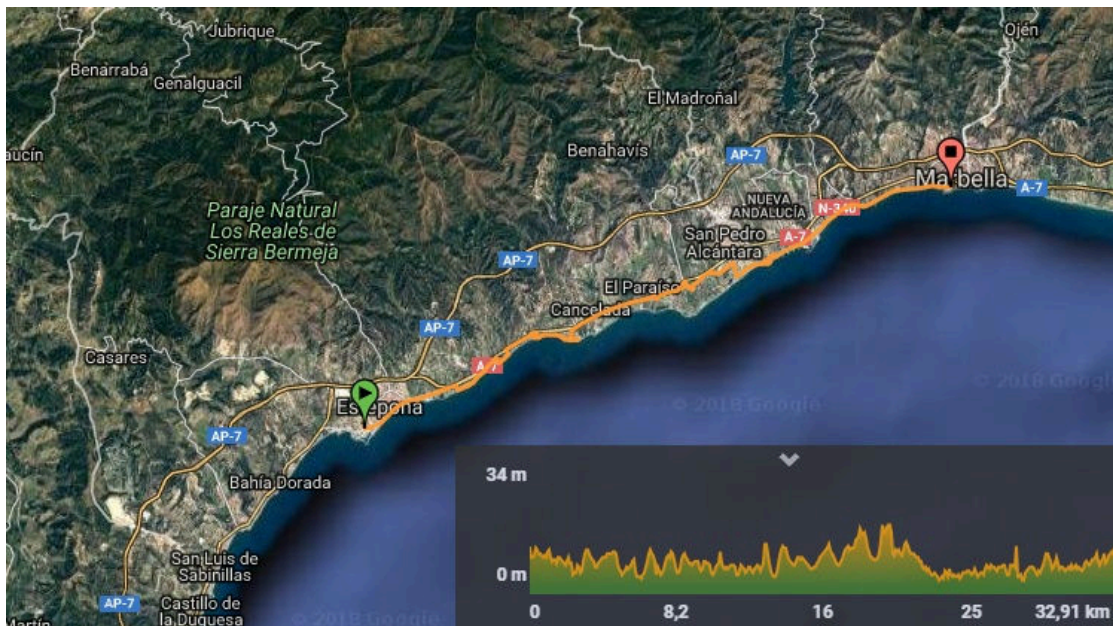 Jubrique
Ojén
Benarrabá
Genalguacil
El Madroñal
Benahavís
AP-7
Marbella
A-7
NUEVA
ANDALUCÍA
N-340
Paraje Natural
Los Reales de
Sierra Bermeja
San Pedro
Alcántara
A-7
AP-7
El Paraíso
Cancelada
AP-7
Casares
A-7
© 2018 Google
Estepona
© 2018 Google
AP-7
Bahía Dorada
34 m
San Luis de
Sabinillas
0 m
AP-7
Castillo de
la Duquesa
© 2018 Google
0
8,2
16
25
32,91 km